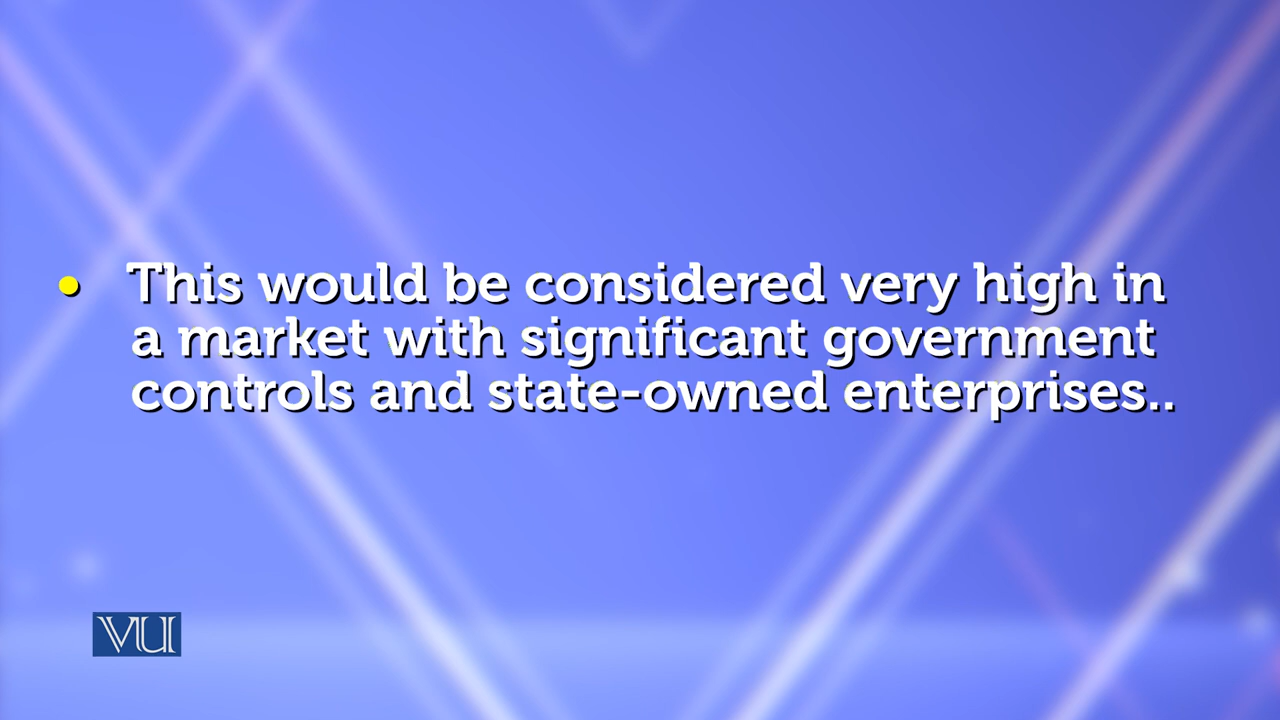 • This would be considered very high in
a market with significant government
controls and state-owned enterprises..
VU